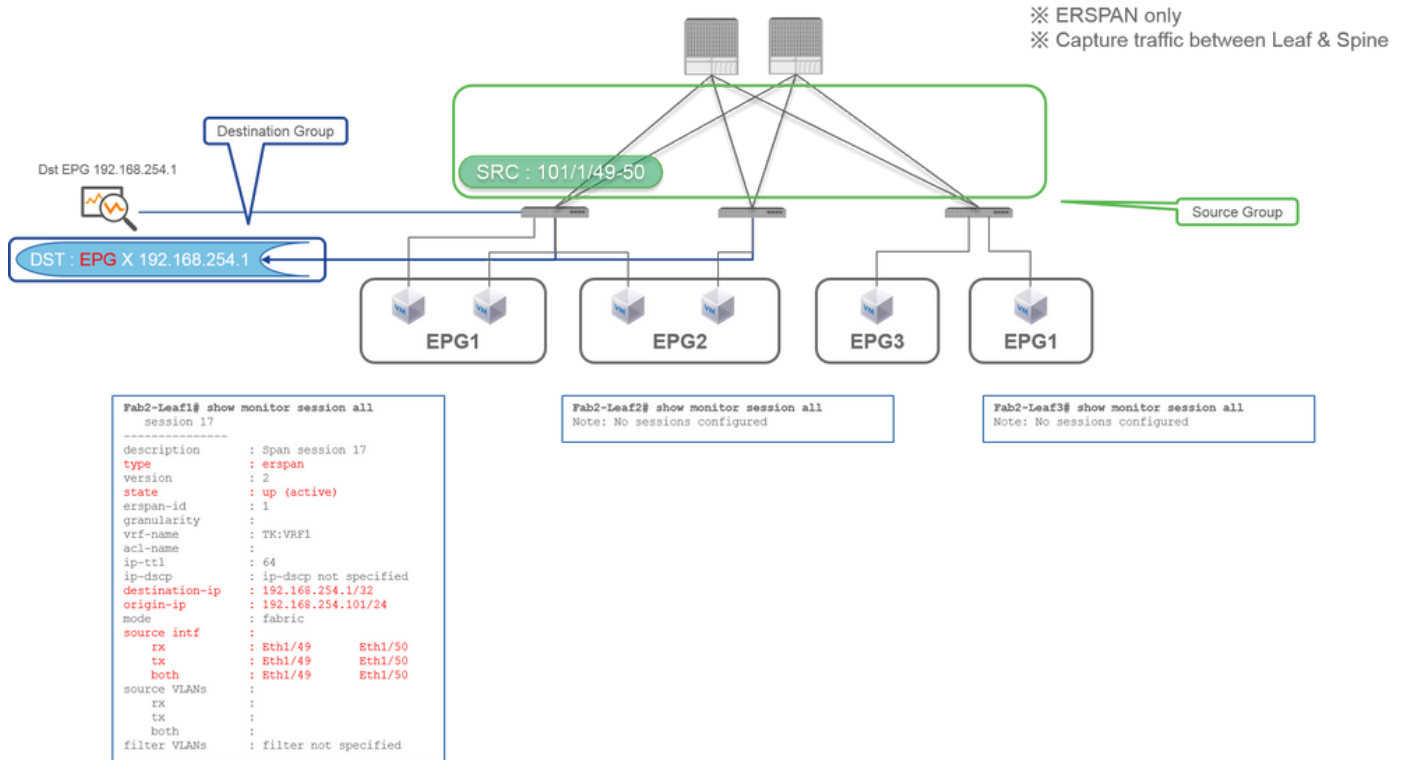 ※ ERSPAN only
※ Capture traffic between Leaf & Spine
Destination Group
Dst EPG 192.168.254.1
SRC : 101/1/49-50
Source Group
DST : EPG X 192.168.254.1
VM
VM
VM
VM
VM
VM
EPG1
EPG2
EPG3
EPG1
Fab2-Leaf1# show monitor session all
session 17
---------------
description : Span session 17
type : erspan
version : 2
state : up (active)
erspan-id : 1
granularity :
vrf-name : TK:VRF1
acl-name :
ip-ttl : 64
ip-dscp : ip-dscp not specified
destination-ip : 192.168.254.1/32
origin-ip : 192.168.254.101/24
mode : fabric
source intf :
rx : Eth1/49 Eth1/50
tx : Eth1/49 Eth1/50
both : Eth1/49 Eth1/50
source VLANs :
rx :
tx :
both :
filter VLANs : filter not specified
Fab2-Leaf2# show monitor session all
Note: No sessions configured
Fab2-Leaf3# show monitor session all
Note: No sessions configured